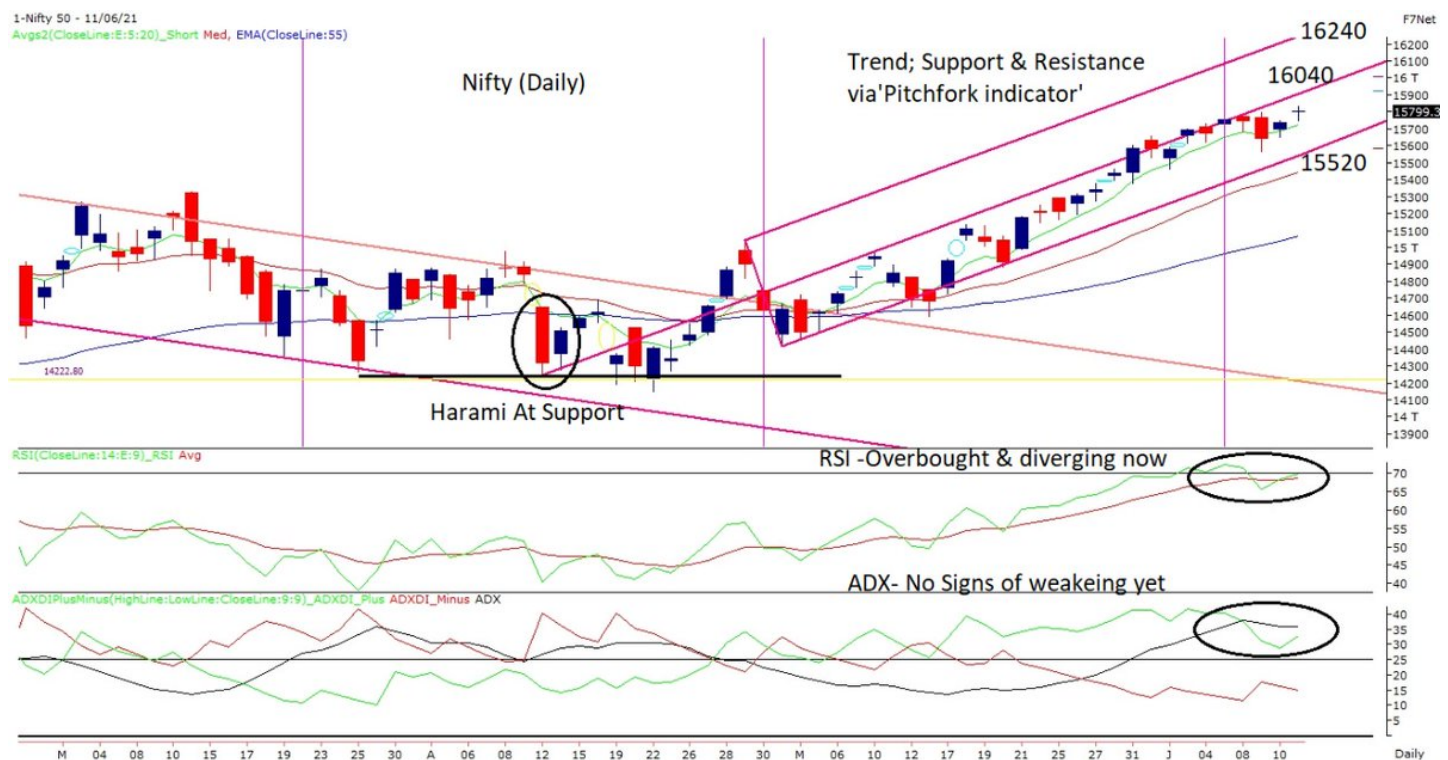 1-Nifty 50 - 11/06/21
F7Net
Avgs2(CloseLine:E:5:20)_Short Med, EMA(CloseLine:55)
16240
Nifty (Daily)
Trend; Support & Resistance
via'Pitchfork indicator'
16040
15520
16200
16100
16 T
15900
15799.3
15700
15600
15500
15400
15300
15200
15100
15 T
14900
14800
14700
14600
14500
14400
14300
14200
14100
14 T
13900
14222.80
Harami At Support
RSI(CloseLine:14:E:9)_RSI Avg
RSI -Overbought & diverging now
70
65
60
55
50
45
40
ADX- No Signs of weakeing yet
ADXDIPlusMinus(HighLine:LowLine:CloseLine:9:9)_ADXDI_Plus ADXDI_Minus ADX
40
35
30
25
20
15
10
5
M 04 08 10 15 17 19 23 25 30 A 06 08 12 15 19 22 26 28 30 M 06 10 12 17 19 21 25 27 31 J 04 08 10 Daily